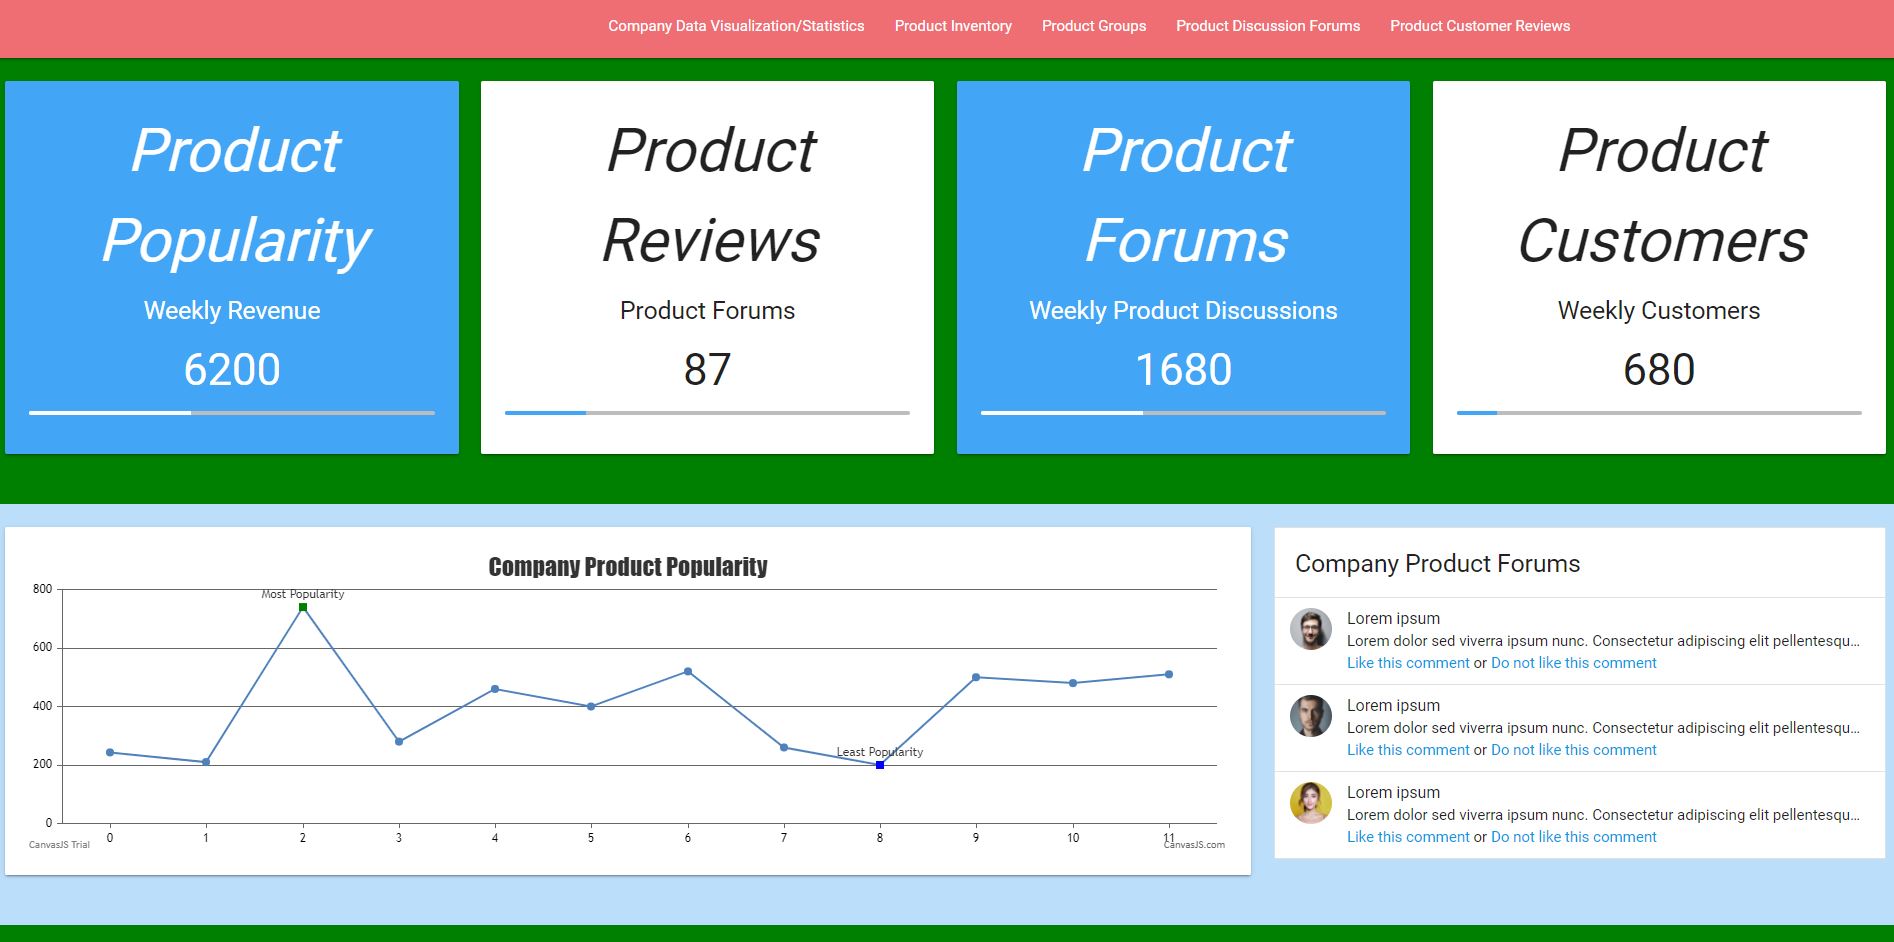 Company Data Visualization/Statistics Product Inventory Product Groups Product Discussion Forums Product Customer Reviews
Product
Popularity
Weekly Revenue
6200
Product
Reviews
Product Forums
87
Product
Forums
Weekly Product Discussions
1680
Product
Customers
Weekly Customers
680
Company Product Popularity
800
600
400
200
0
Most Popularity
Least Popularity
0 1 2 3 4 5 6 7 8 9 10 11
CanvasJS Trial
CanvasJS.com
Company Product Forums
Lorem ipsum
Lorem dolor sed viverra ipsum nunc. Consectetur adipiscing elit pellentesqu...
Like this comment or Do not like this comment
Lorem ipsum
Lorem dolor sed viverra ipsum nunc. Consectetur adipiscing elit pellentesqu...
Like this comment or Do not like this comment
Lorem ipsum
Lorem dolor sed viverra ipsum nunc. Consectetur adipiscing elit pellentesqu...
Like this comment or Do not like this comment